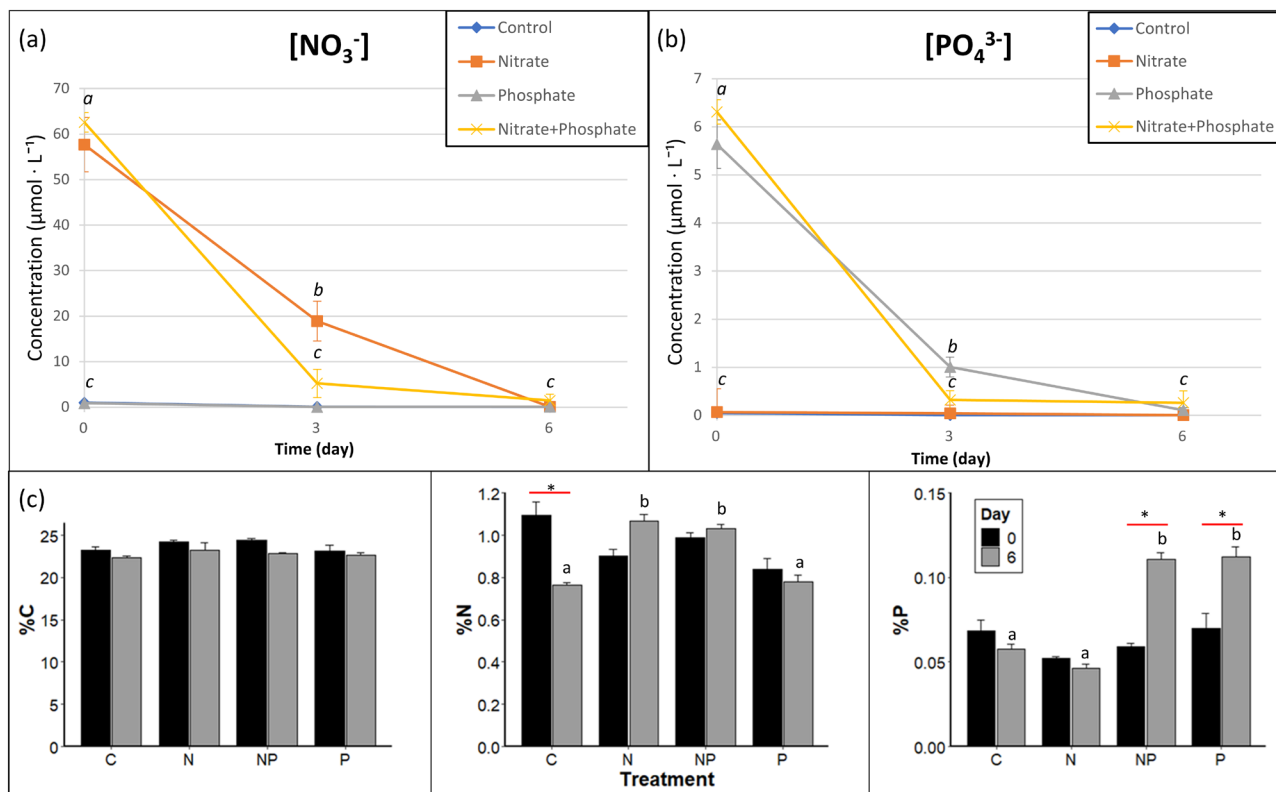 (a)
[NO₃⁻]
Control
Nitrate
Phosphate
Nitrate+Phosphate
Concentration (µmol · L⁻¹)
70
60
50
40
30
20
10
0
a
b
c
c
c
0
3
6
Time (day)
(b)
[PO₄³⁻]
Control
Nitrate
Phosphate
Nitrate+Phosphate
Concentration (µmol · L⁻¹)
7
6
5
4
3
2
1
0
a
b
c
c
c
0
3
6
Time (day)
(c)
%C
25
20
15
10
5
0
C N NP P
%N
1.2
1.0
0.8
0.6
0.4
0.2
0.0
*
a
b
b
a
C N NP P
Treatment
%P
0.15
0.10
0.05
0.00
Day
0
6
*
*
a
a
b
b
C N NP P